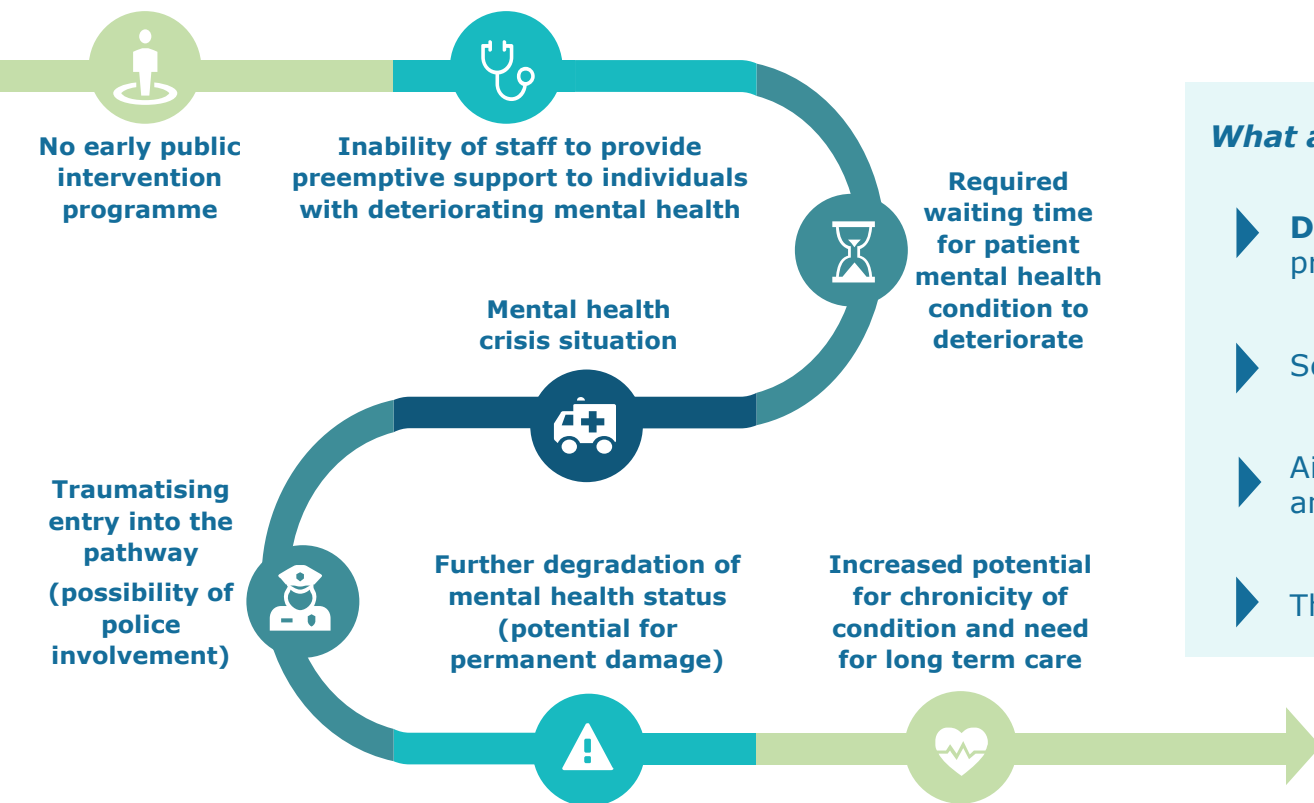 No early public
intervention
programme
Inability of staff to provide
preemptive support to individuals
with deteriorating mental health
Required
waiting time
for patient
mental health
condition to
deteriorate
Mental health
crisis situation
Traumatising
entry into the
pathway
(possibility of
police
involvement)
Further degradation of
mental health status
(potential for
permanent damage)
Increased potential
for chronicity of
condition and need
for long term care
What